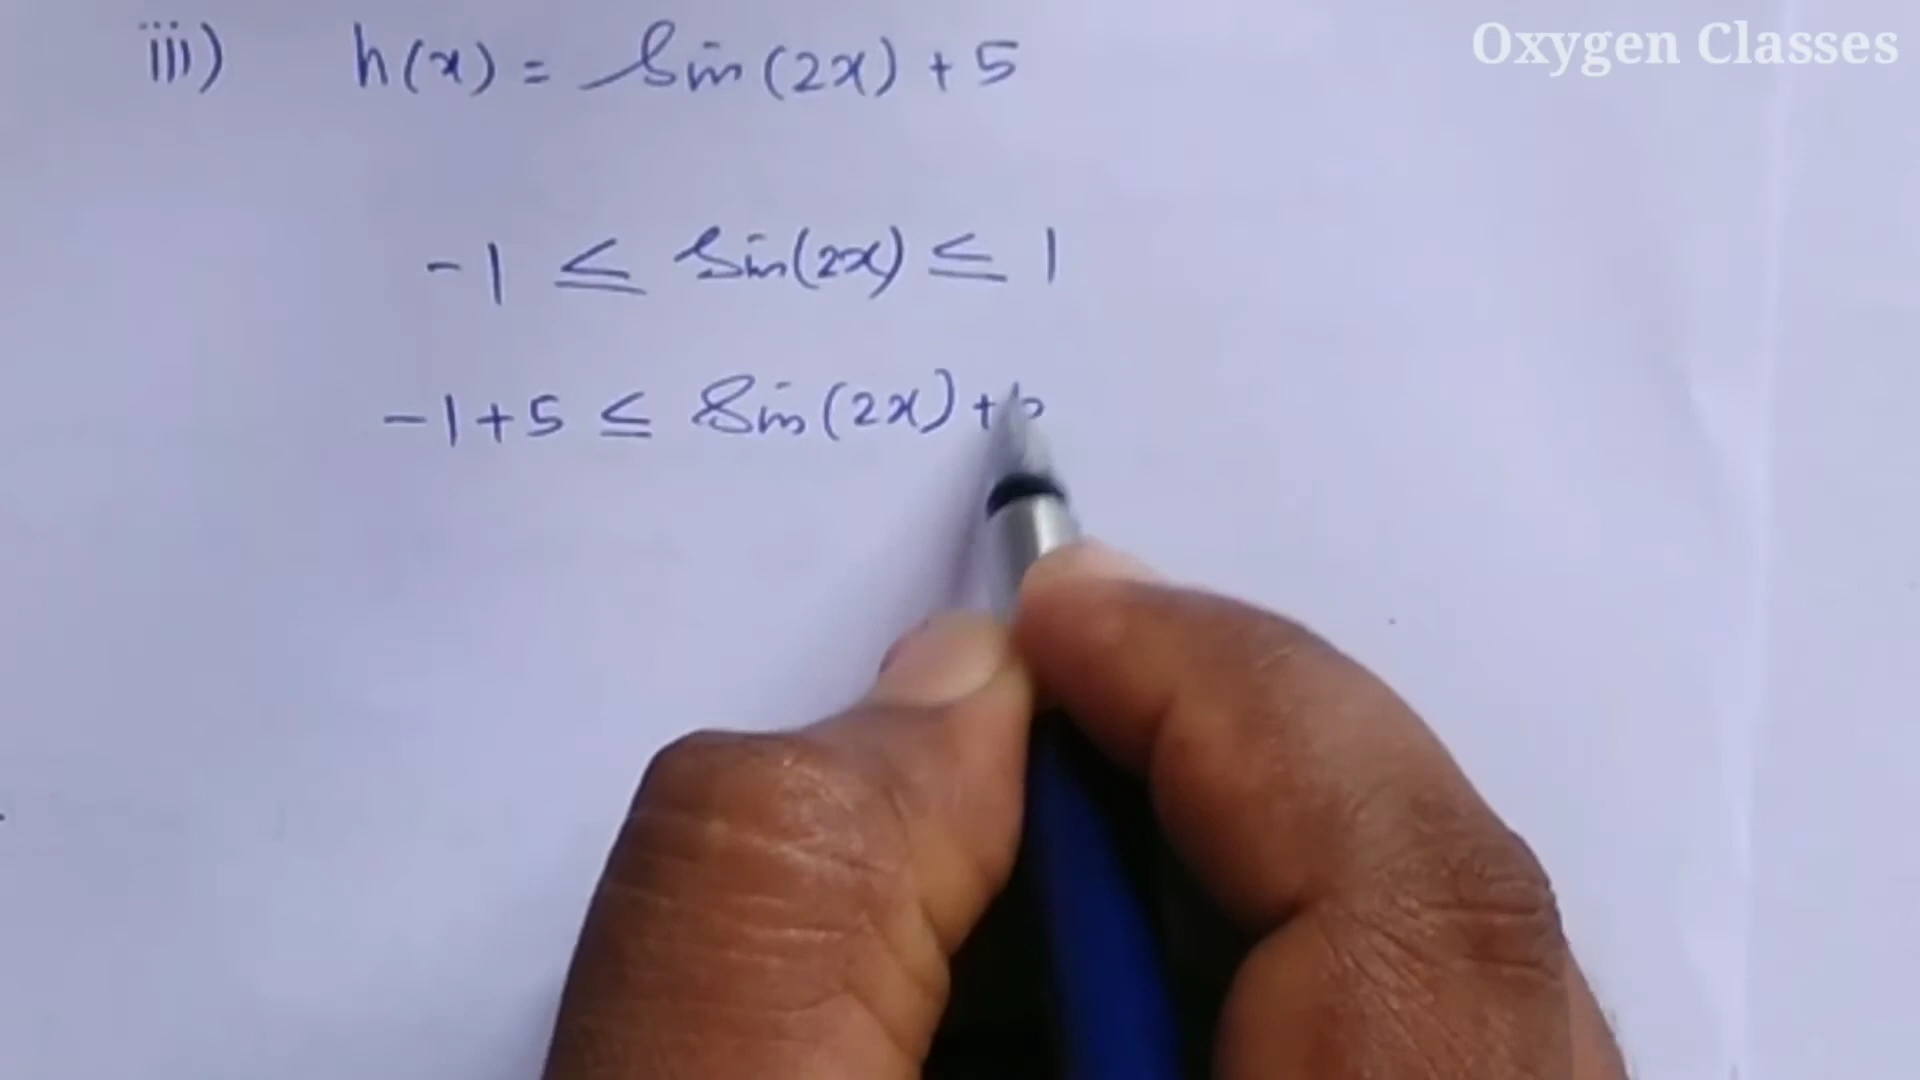 Oxygen Classes
iii) h(x) = Sin(2x) + 5
-1 ≤ Sin(2x) ≤ 1
-1+5 ≤ Sin(2x) +